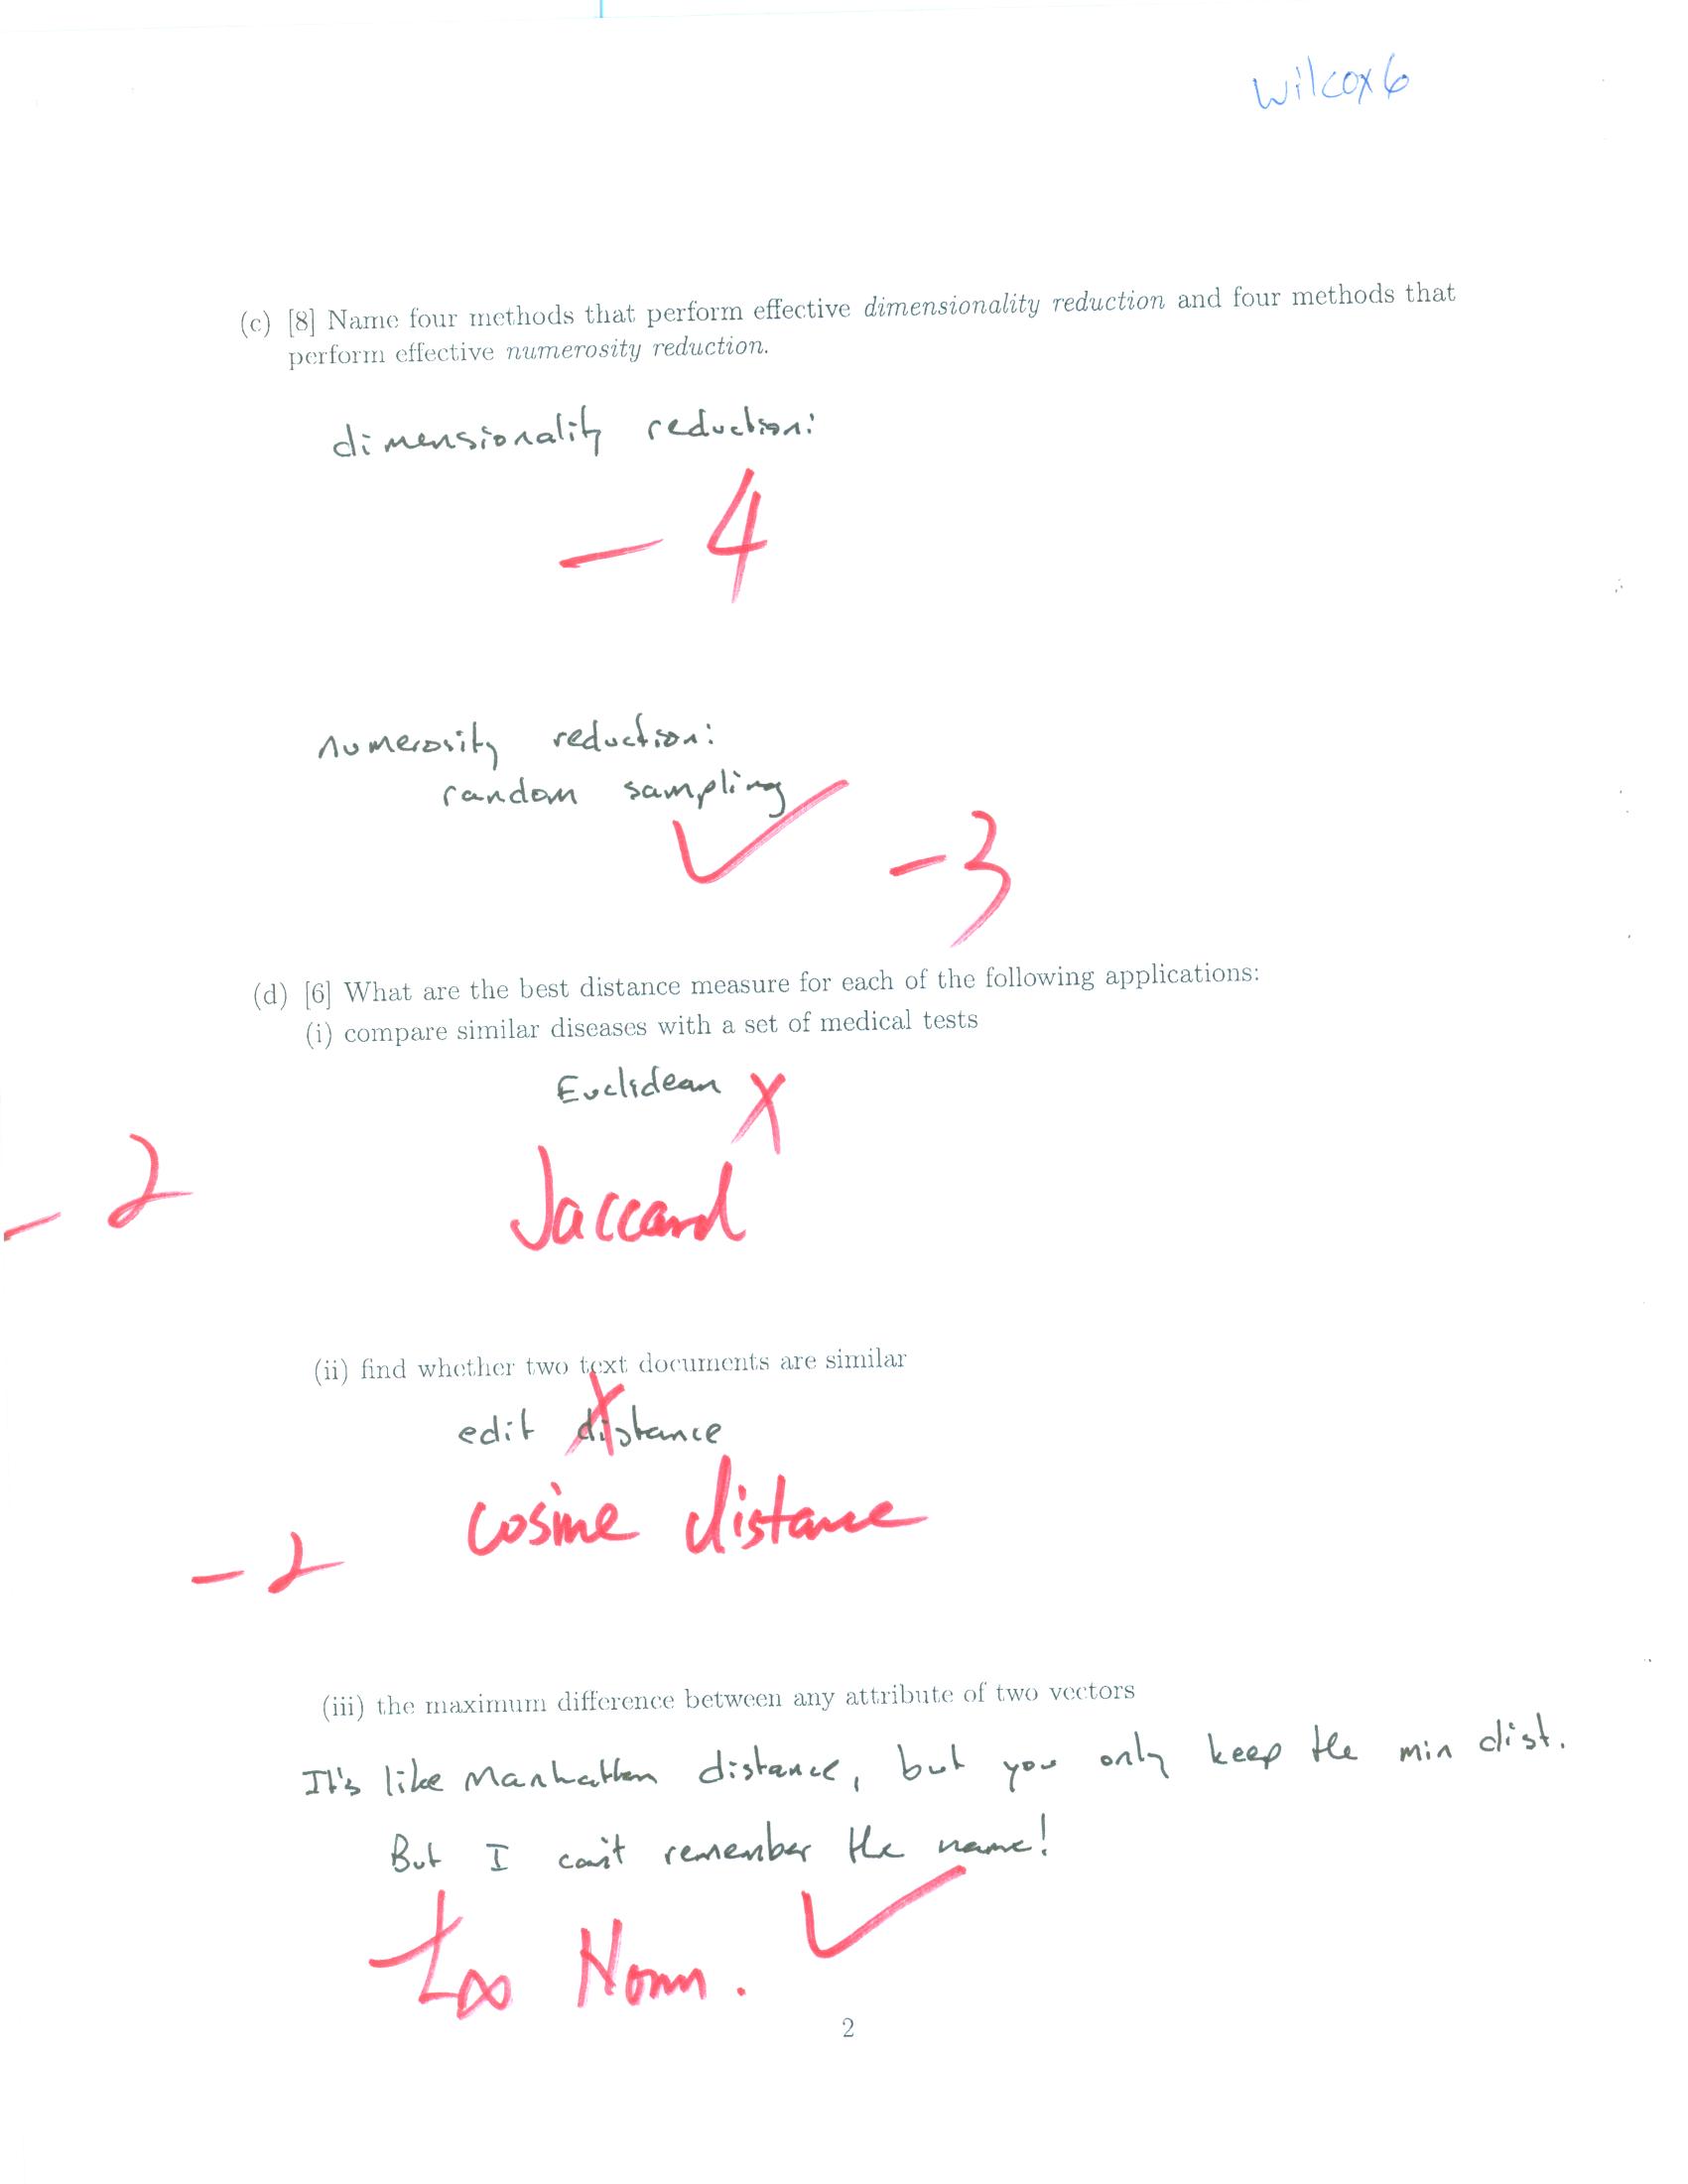 wilcox6
(c) [8] Name four methods that perform effective dimensionality reduction and four methods that
perform effective numerosity reduction.
dimensionality reduction:
- 4
numerosity reduction:
random sampling
- 3
(d) [6] What are the best distance measure for each of the following applications:
(i) compare similar diseases with a set of medical tests
Euclidean X
- 2 Jaccard
(ii) find whether two text documents are similar
edit distance
cosine distance
- 2
(iii) the maximum difference between any attribute of two vectors
It's like Manhattan distance, but you only keep the min dist.
But I can't remember the name!
L∞ Norm.
2